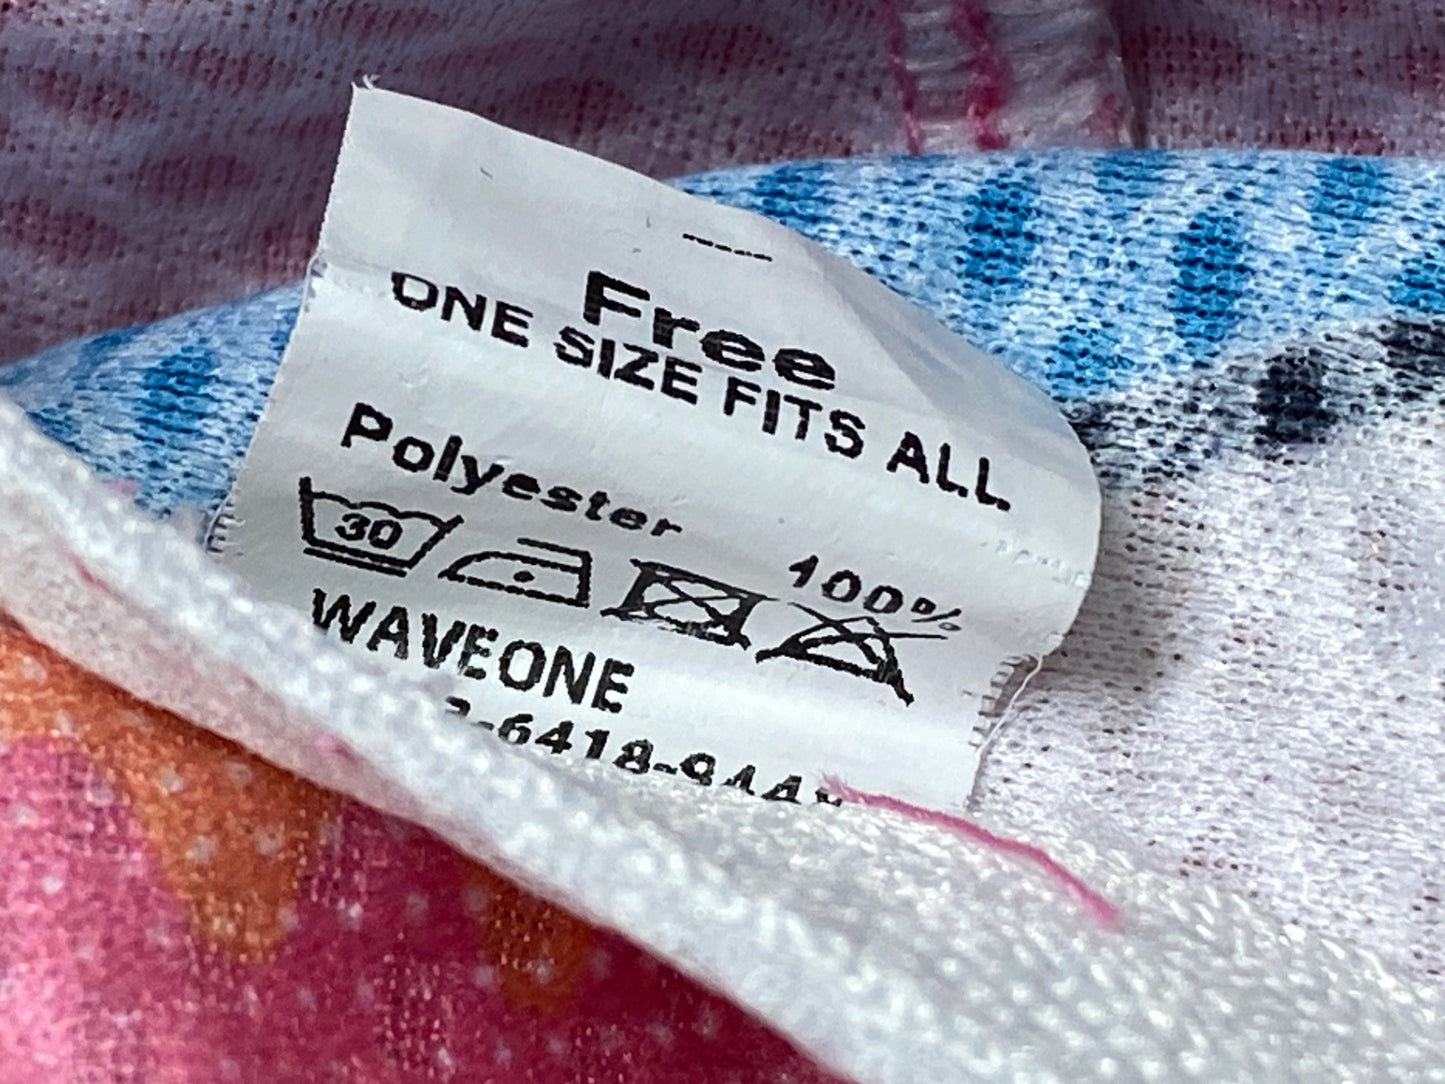 Free
ONE SIZE FITS ALL
Polyester 100%
30
WAVEONE